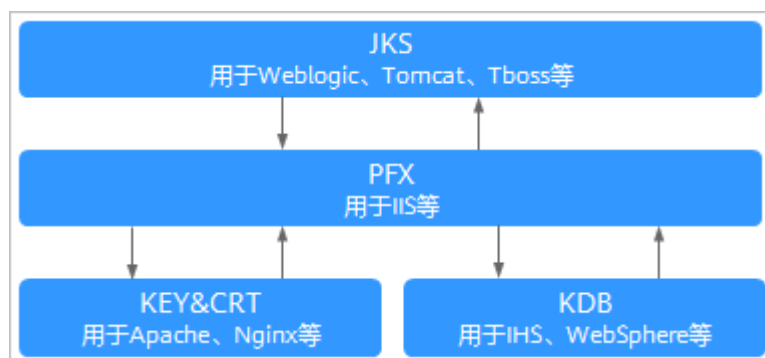 JKS
用于Weblogic、Tomcat、Tboss等
PFX
用于IIS等
KEY&CRT
用于Apache、Nginx等
KDB
用于IHS、WebSphere等